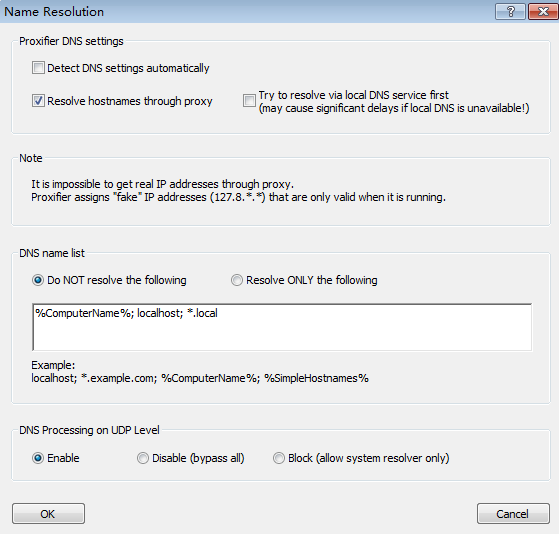 Name Resolution
Proxifier DNS settings
Detect DNS settings automatically
Resolve hostnames through proxy
Try to resolve via local DNS service first
(may cause significant delays if local DNS is unavailable!)
Note
It is impossible to get real IP addresses through proxy.
Proxifier assigns "fake" IP addresses (127.8.*.*) that are only valid when it is running.
DNS name list
Do NOT resolve the following
Resolve ONLY the following
%ComputerName%; localhost; *.local
Example:
localhost; *.example.com; %ComputerName%; %SimpleHostnames%
DNS Processing on UDP Level
Enable
Disable (bypass all)
Block (allow system resolver only)
OK
Cancel